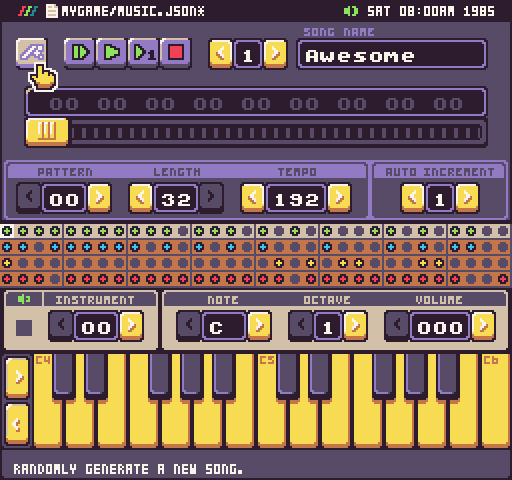 MYGAME/MUSIC.JSON* SAT 08:00AM 1985
SONG NAME
1 1 Awesome
00 00 00 00 00 00 00 00 00
PATTERN LENGTH TEMPO AUTO INCREMENT
00 32 192 1
INSTRUMENT NOTE OCTAVE VOLUME
00 C 1 000
C4 C5 C6
RANDOMLY GENERATE A NEW SONG.